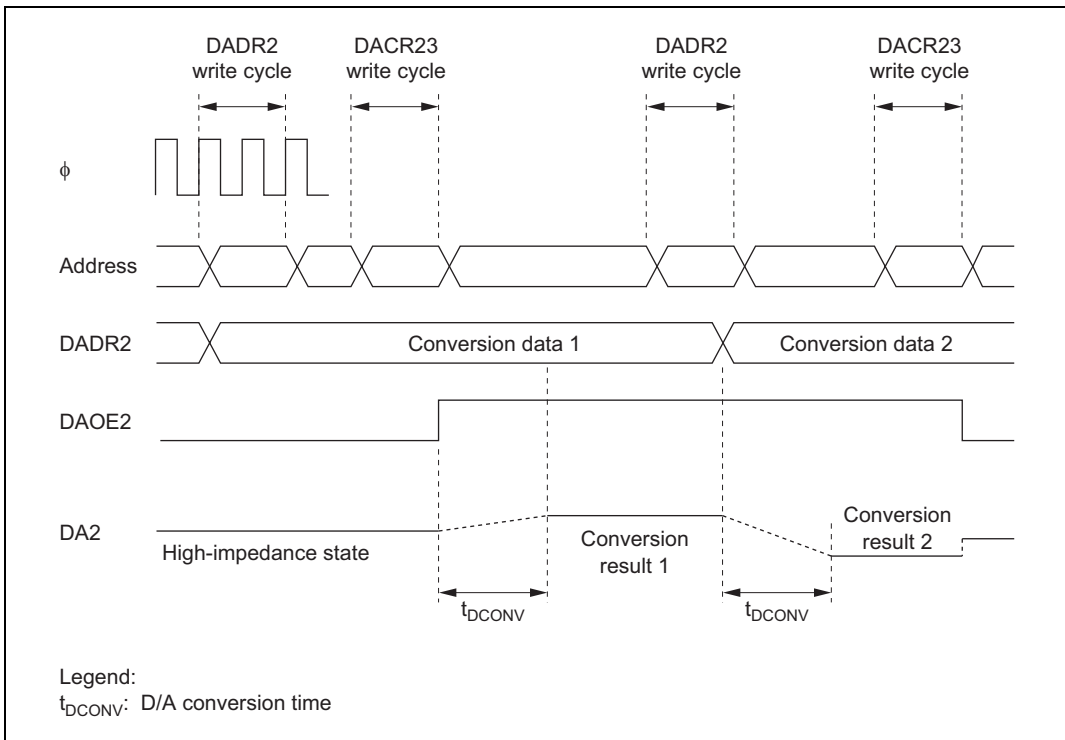 DADR2
write cycle
DACR23
write cycle
DADR2
write cycle
DACR23
write cycle
ϕ
Address
DADR2
Conversion data 1
Conversion data 2
DAOE2
DA2
High-impedance state
Conversion
result 1
Conversion
result 2
tDCONV
tDCONV
Legend:
tDCONV: D/A conversion time